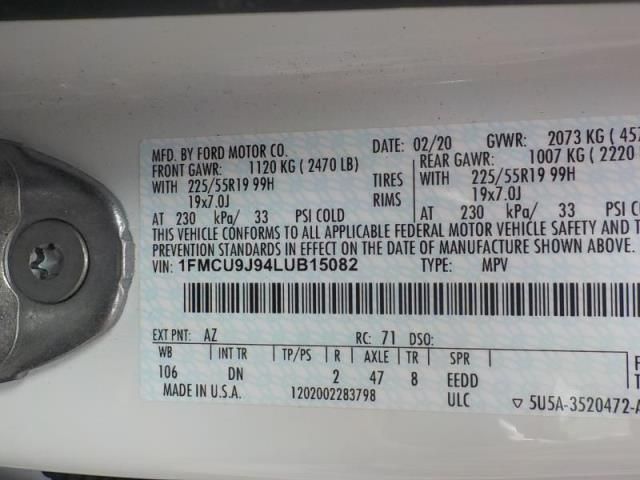 MFD. BY FORD MOTOR CO. DATE: 02/20 GVWR: 2073 KG ( 457
FRONT GAWR: 1120 KG ( 2470 LB) REAR GAWR: 1007 KG ( 2220
WITH 225/55R19 99H TIRES WITH 225/55R19 99H
19x7.0J RIMS 19x7.0J
AT 230 kPa/ 33 PSI COLD AT 230 kPa/ 33 PSI CO
THIS VEHICLE CONFORMS TO ALL APPLICABLE FEDERAL MOTOR VEHICLE SAFETY AN
PREVENTION STANDARDS IN EFFECT ON THE DATE OF MANUFACTURE SHOWN ABOVE.
VIN: 1FMCU9J94LUB15082 TYPE: MPV
EXT PNT: AZ RC: 71 DSO:
WB INT TR TP/PS R AXLE TR SPR
106 DN 2 47 8 EEDD
MADE IN U.S.A. 1202002283798 ULC ▽ 5U5A-3520472-A